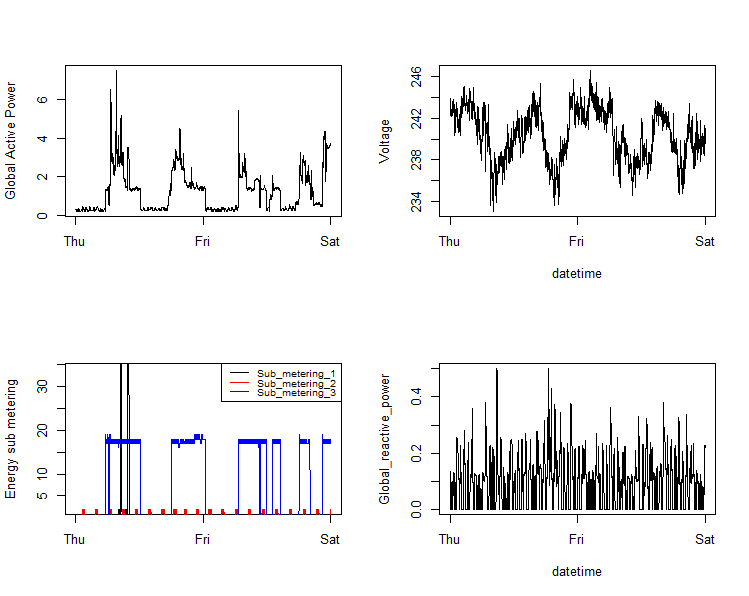 Global Active Power
0 2 4 6
Thu Fri Sat
Voltage
234 238 242 246
Thu Fri Sat
datetime
Energy sub metering
5 10 20 30
Sub_metering_1
Sub_metering_2
Sub_metering_3
Thu Fri Sat
Global_reactive_power
0.0 0.2 0.4
Thu Fri Sat
datetime